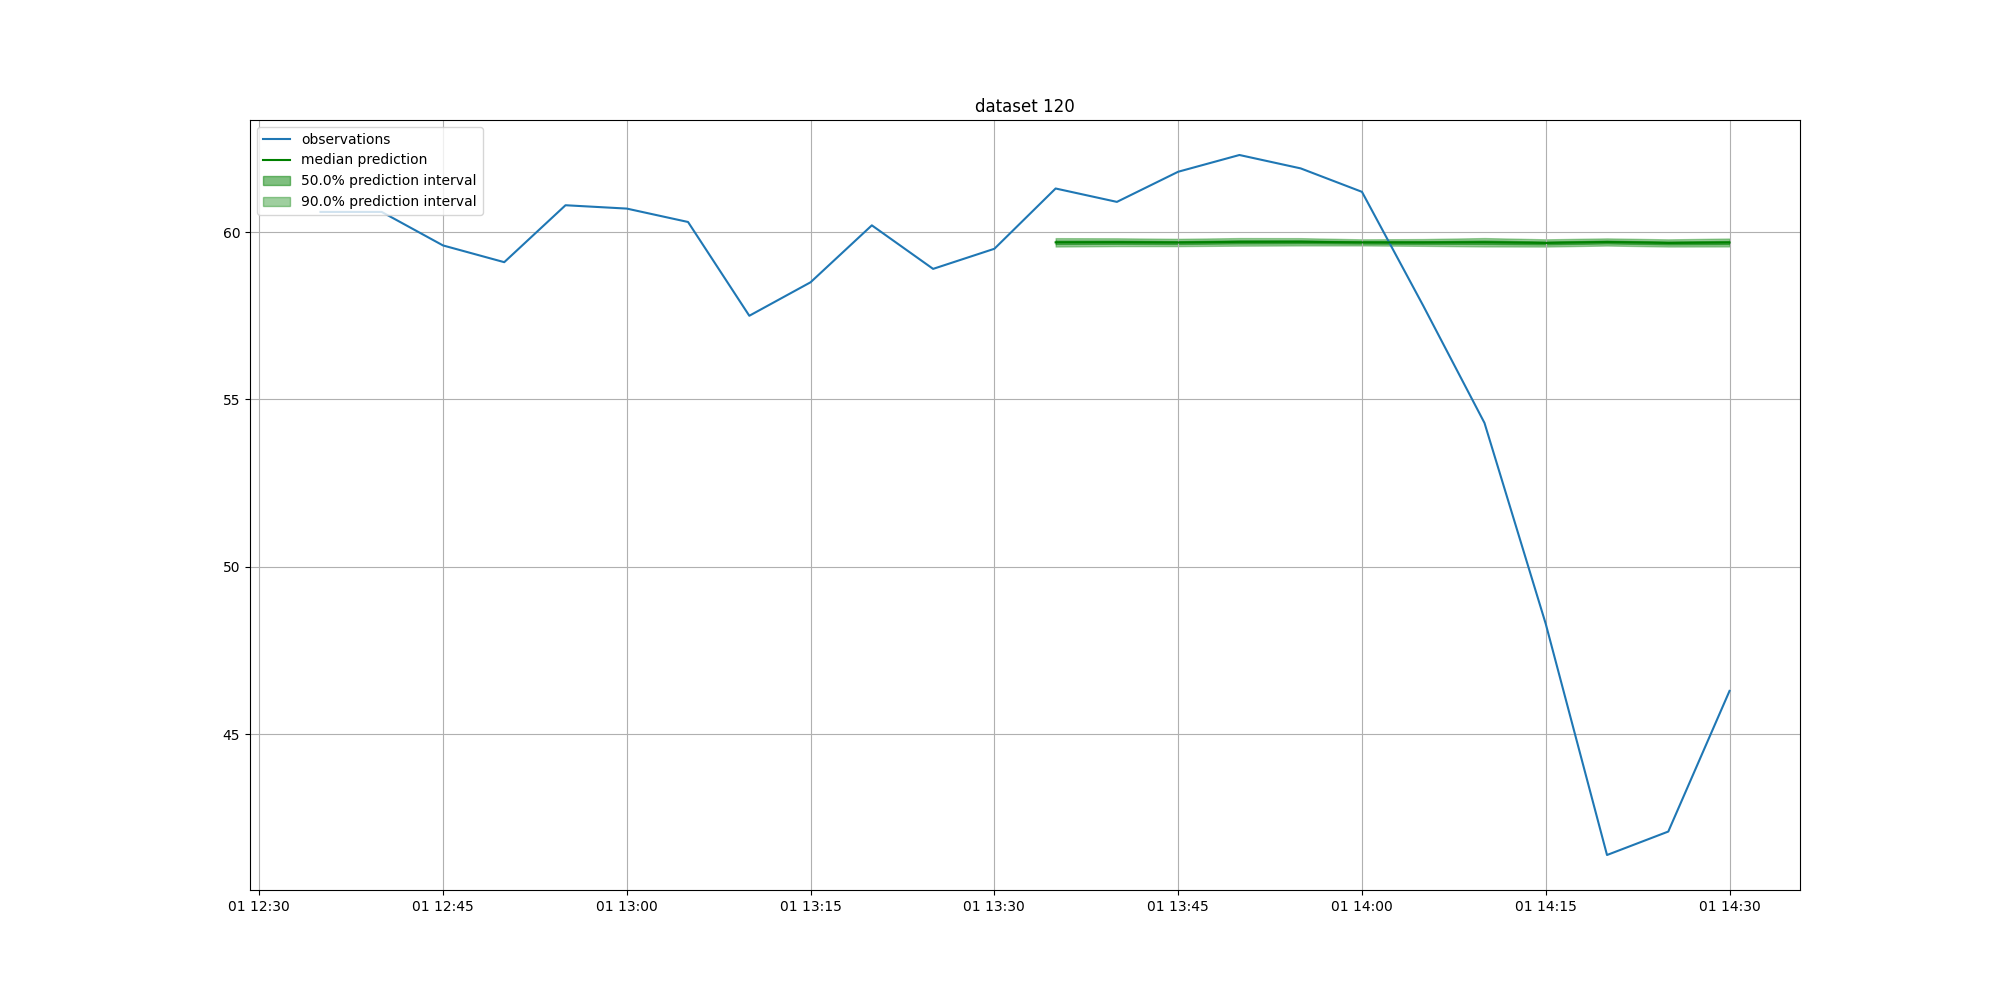 dataset 120
observations
median prediction
50.0% prediction interval
90.0% prediction interval
60
55
50
45
01 12:30 01 12:45 01 13:00 01 13:15 01 13:30 01 13:45 01 14:00 01 14:15 01 14:30